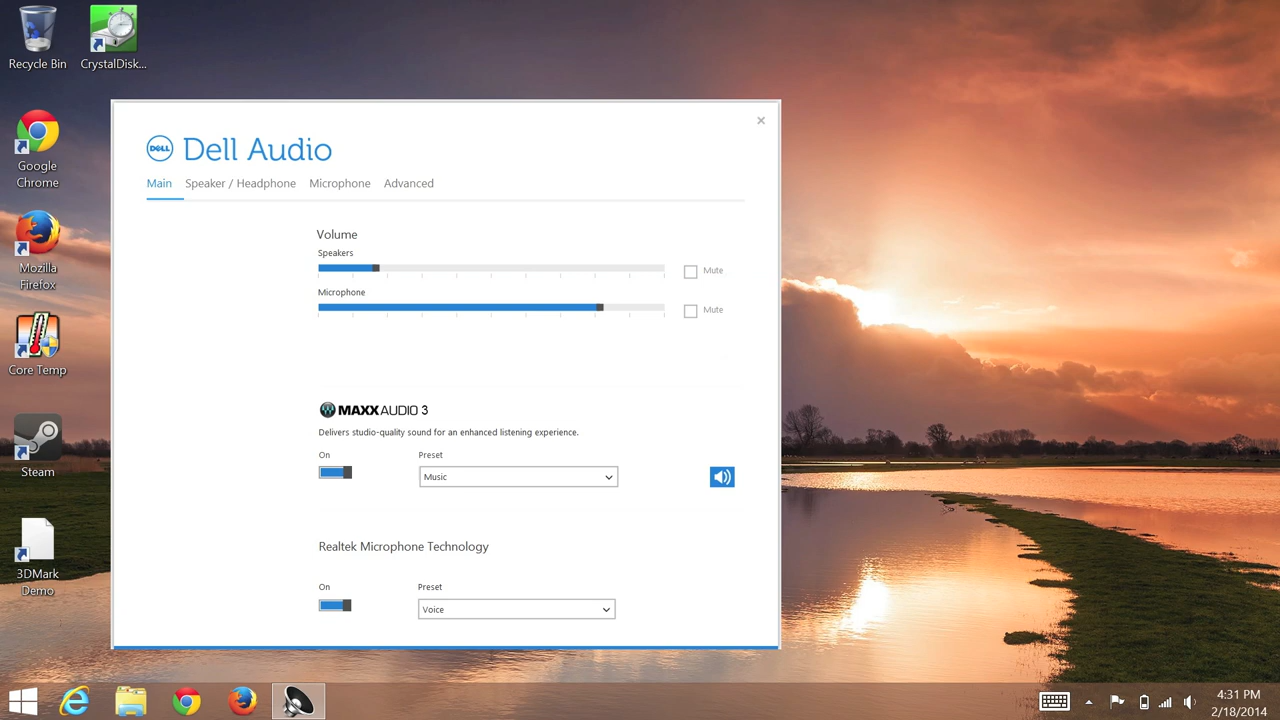 Recycle Bin
CrystalDisk...
Google
Chrome
Mozilla
Firefox
Core Temp
Steam
3DMark
Demo
DELL
Dell Audio
Main
Speaker / Headphone
Microphone
Advanced
Volume
Speakers
Mute
Microphone
Mute
MAXXAUDIO 3
Delivers studio-quality sound for an enhanced listening experience.
On
Preset
Music
Realtek Microphone Technology
On
Preset
Voice
4:31 PM
2/18/2014